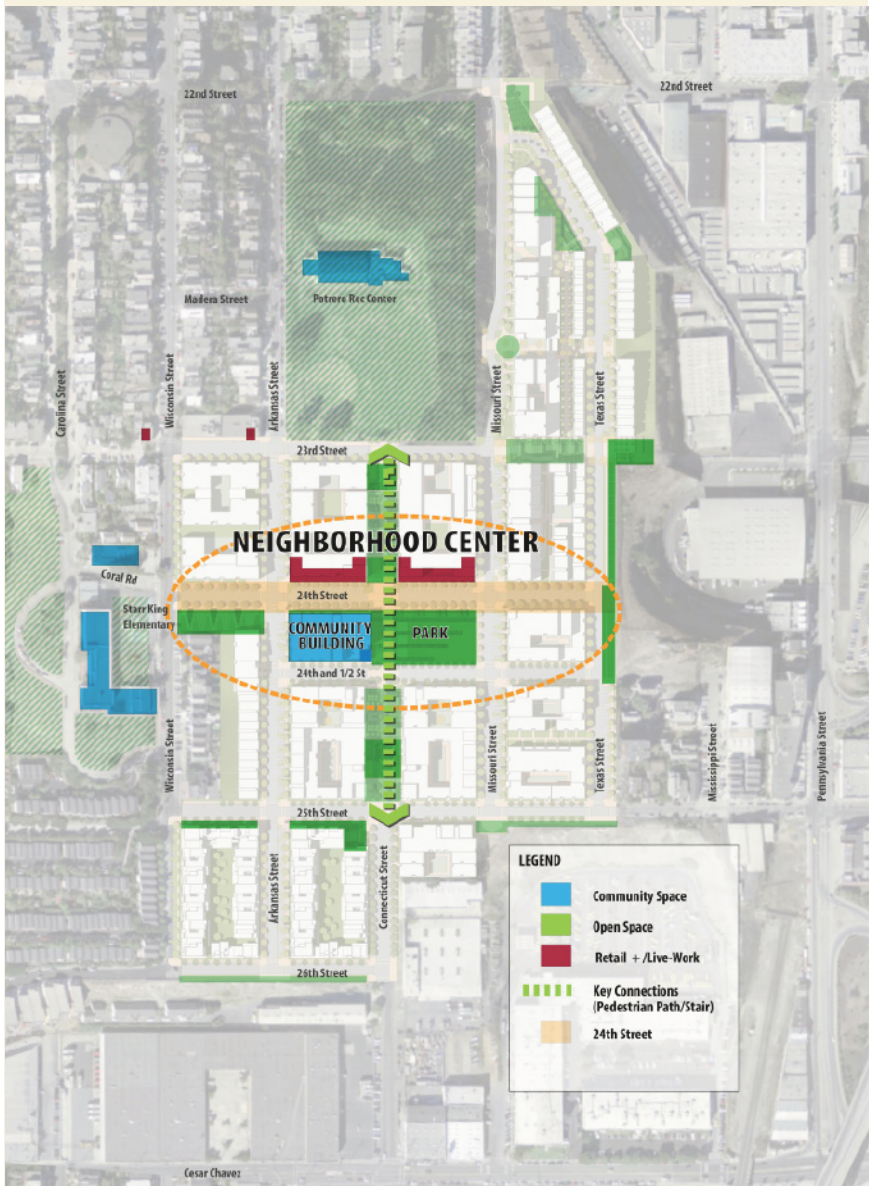 22nd Street
22nd Street
Madera Street
Potrero Rec Center
Carolina Street
Wisconsin Street
Arkansas Street
Missouri Street
Texas Street
23rd Street
NEIGHBORHOOD CENTER
Coral Rd
24th Street
Starr King
Elementary
COMMUNITY
BUILDING
PARK
24th and 1/2 St
Wisconsin Street
Missouri Street
Texas Street
Mississippi Street
Pennsylvania Street
25th Street
Arkansas Street
Connecticut Street
26th Street
LEGEND
Community Space
Open Space
Retail + /Live-Work
Key Connections
(Pedestrian Path/Stair)
24th Street
Cesar Chavez